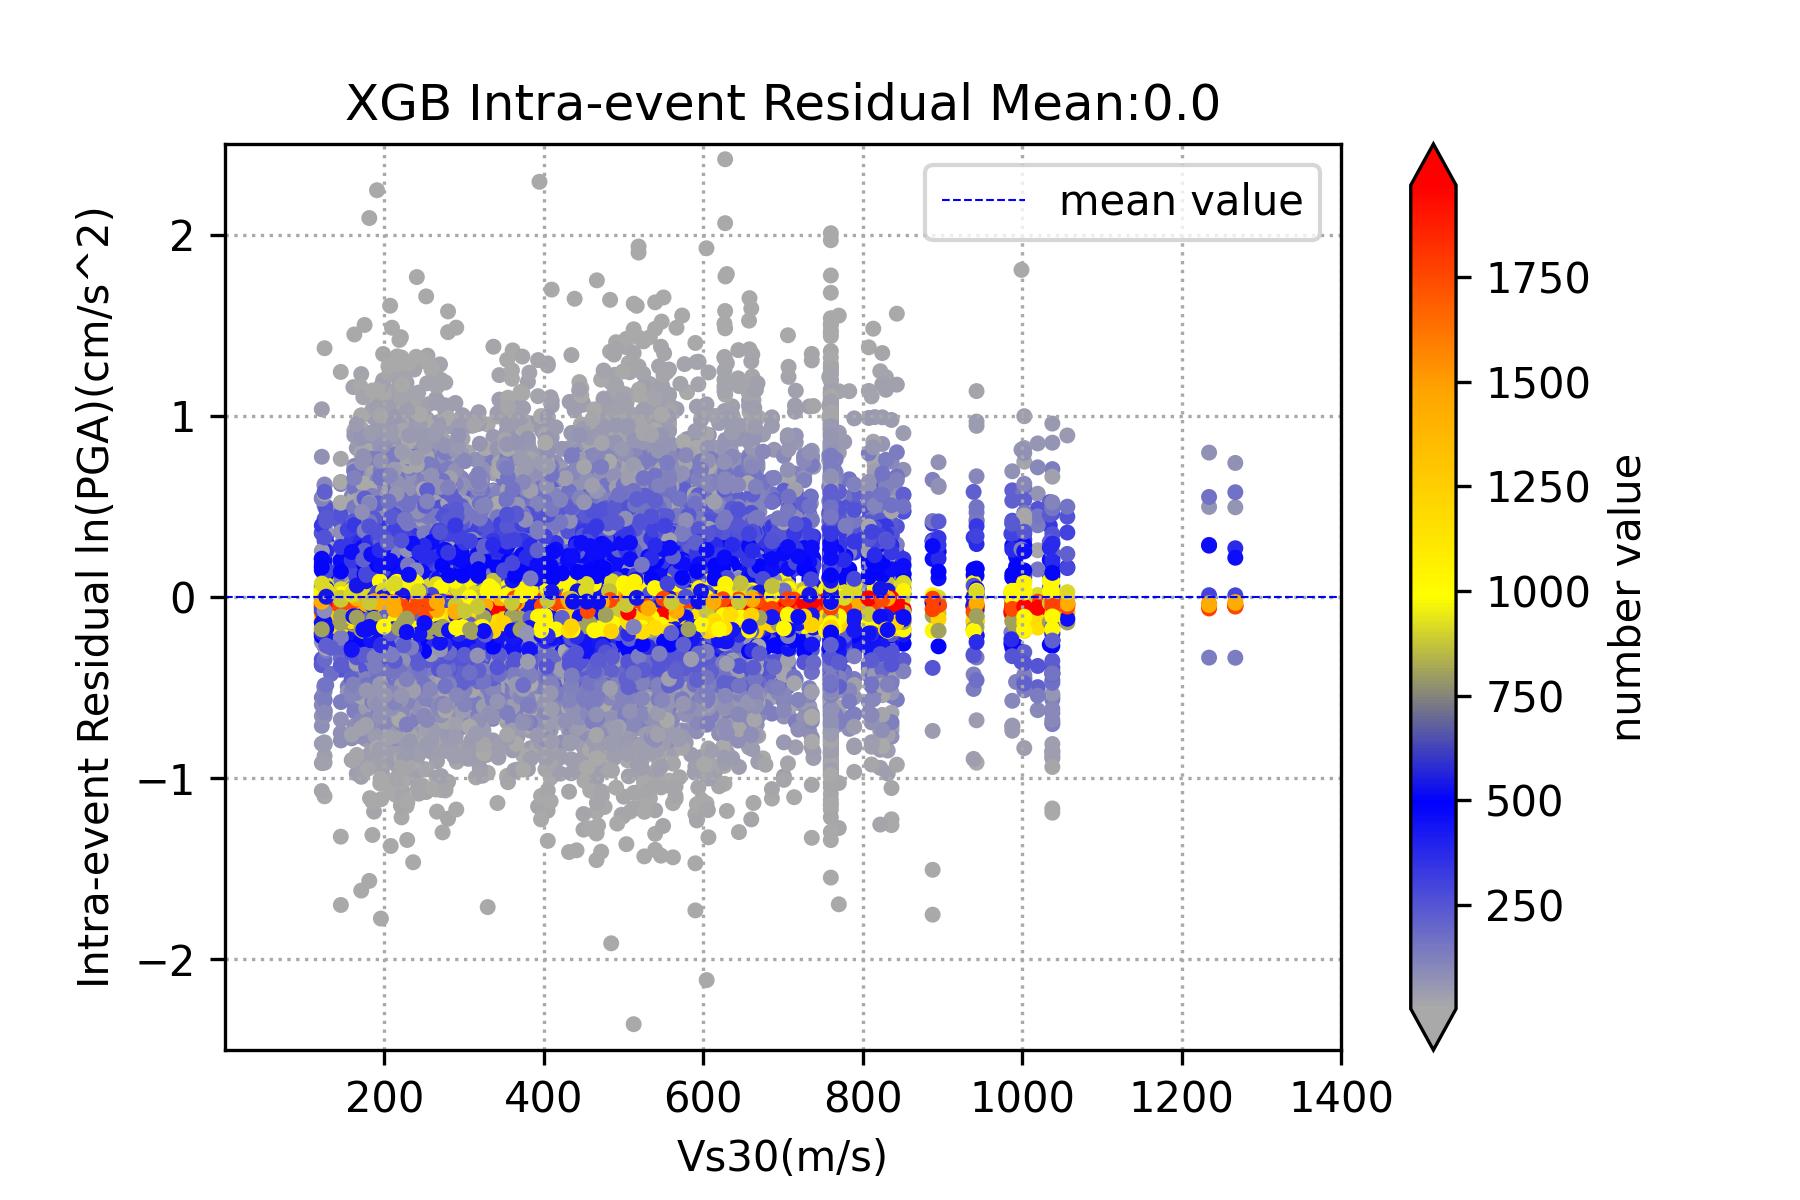 XGB Intra-event Residual Mean:0.0
mean value
Intra-event Residual ln(PGA)(cm/s^2)
2
1
0
−1
−2
200 400 600 800 1000 1200 1400
Vs30(m/s)
1750
1500
1250
1000
750
500
250
number value